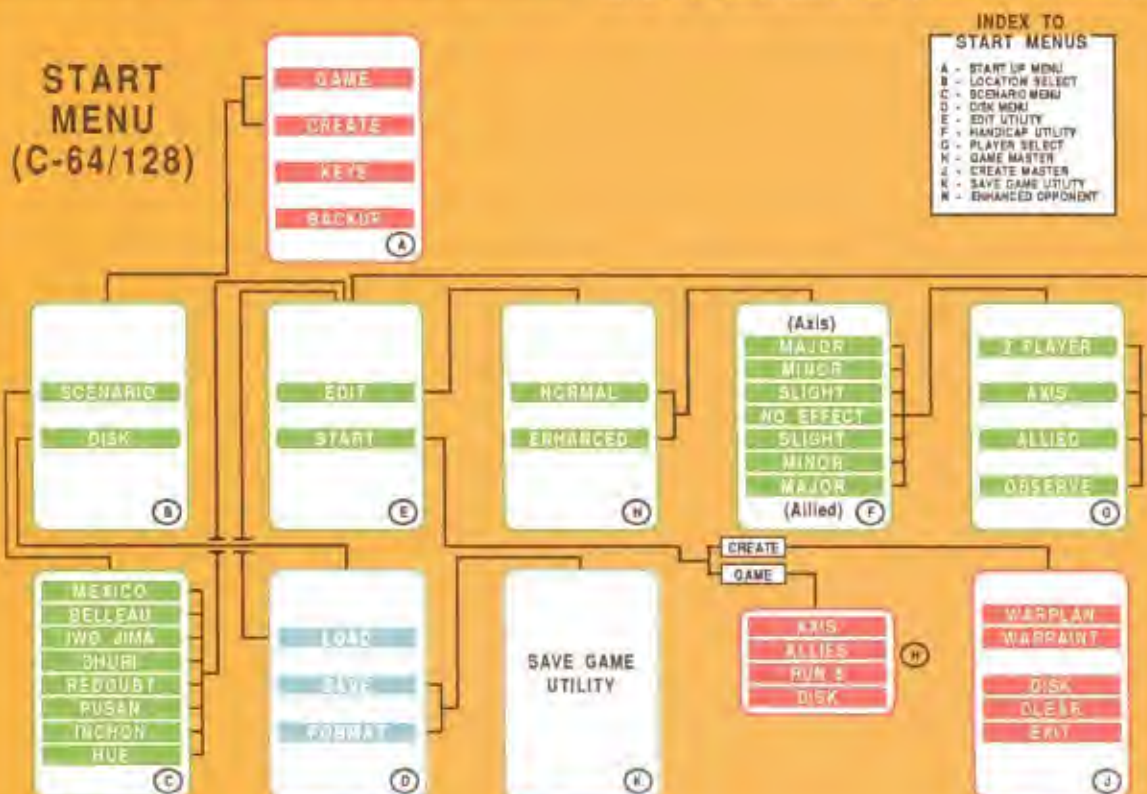 START
MENU
(C-64/128)
GAME
CREATE
KEYS
BACKUP
A
INDEX TO
START MENUS
A - START UP MENU
B - LOCATION SELECT
C - SCENARIO MENU
D - DISK MENU
E - EDIT UTILITY
F - HANDICAP UTILITY
G - PLAYER SELECT
H - GAME MASTER
J - CREATE MASTER
K - SAVE GAME UTILITY
N - ENHANCED OPPONENT
SCENARIO
DISK
B
EDIT
START
E
NORMAL
ENHANCED
N
(Axis)
MAJOR
MINOR
SLIGHT
NO EFFECT
SLIGHT
MINOR
MAJOR
(Allied)
F
2 PLAYER
AXIS
ALLIED
OBSERVE
G
MEXICO
BELLEAU
IWO JIMA
SHURI
REDOUBT
PUSAN
INCHON
HUE
C
LOAD
SAVE
FORMAT
D
SAVE GAME
UTILITY
K
CREATE
GAME
AXIS
ALLIES
RUN 5
DISK
H
WARPLAN
WARPAINT
DISK
CLEAR
EXIT
J